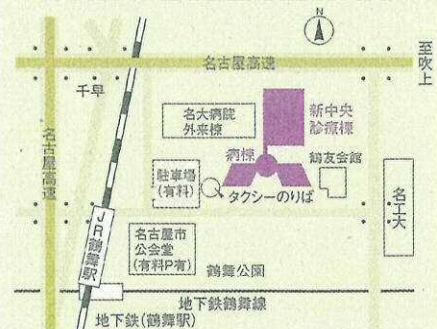 N
至吹上
名古屋高速
千早
名大病院
外来棟
新中央
診療棟
病棟
鶴友会館
名古屋高速
駐車場
(有料)
タクシーのりば
名工大
JR鶴舞駅
名古屋市
公会堂
(有料P有)
鶴舞公園
地下鉄鶴舞線
地下鉄(鶴舞駅)